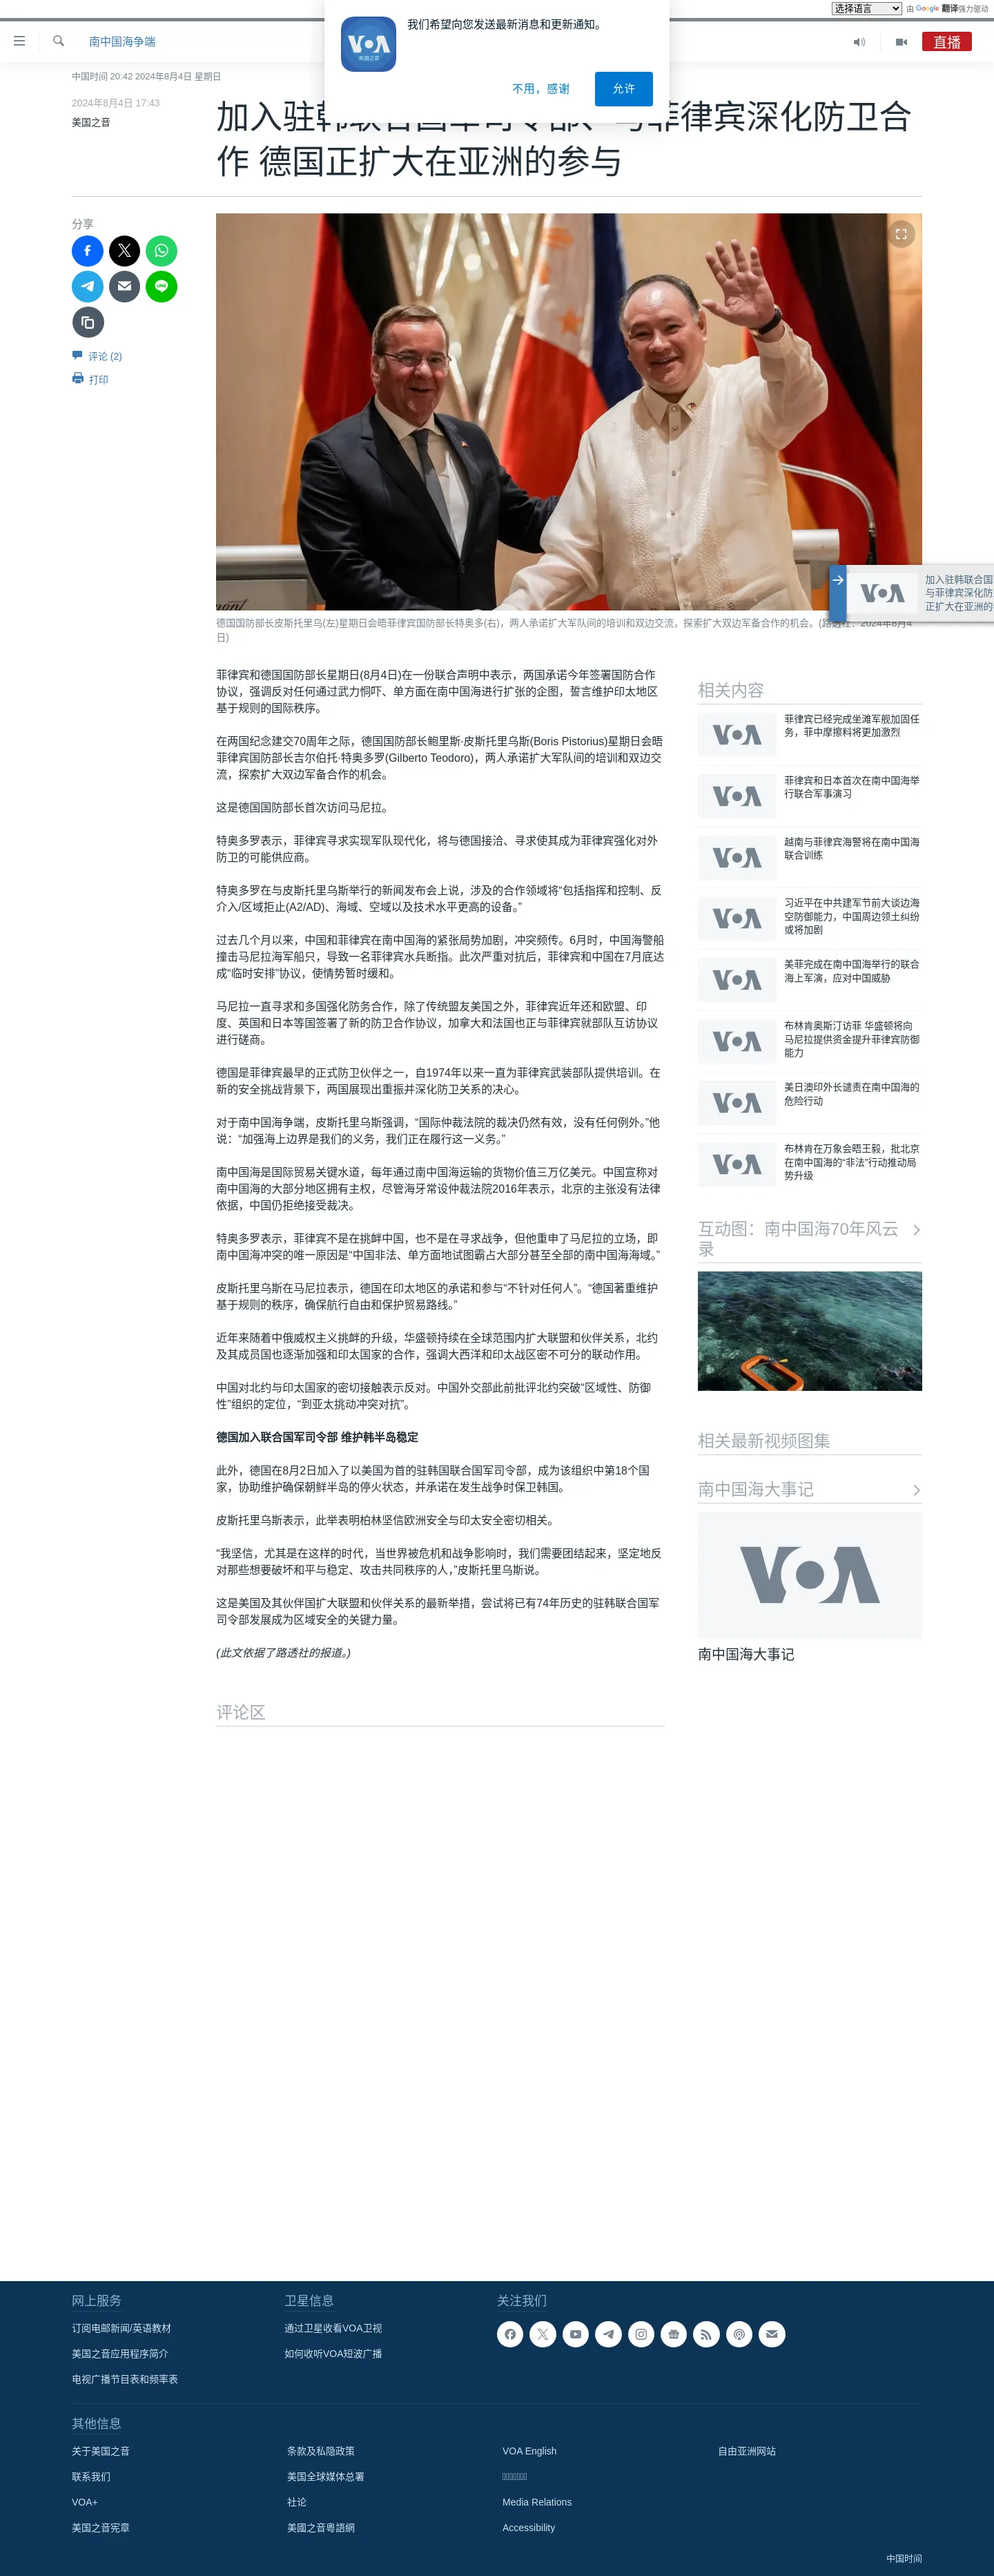 选择语言 由 Google 翻译强力驱动
南中国海争端
直播
VOA
美国之音
我们希望向您发送最新消息和更新通知。
不用，感谢
允许
中国时间 20:42 2024年8月4日 星期日
2024年8月4日 17:43
美国之音
加入驻韩联合国军司令部、与菲律宾深化防卫合
作 德国正扩大在亚洲的参与
分享
评论 (2)
打印
VOA
加入驻韩联合国
与菲律宾深化防
正扩大在亚洲的
德国国防部长皮斯托里乌(左)星期日会晤菲律宾国防部长特奥多(右)，两人承诺扩大军队间的培训和双边交流，探索扩大双边军备合作的机会。(路透社：2024年8月4
日)
菲律宾和德国国防部长星期日(8月4日)在一份联合声明中表示，两国承诺今年签署国防合作
协议，强调反对任何通过武力恫吓、单方面在南中国海进行扩张的企图，誓言维护印太地区
基于规则的国际秩序。
在两国纪念建交70周年之际，德国国防部长鲍里斯·皮斯托里乌斯(Boris Pistorius)星期日会晤
菲律宾国防部长吉尔伯托·特奥多罗(Gilberto Teodoro)，两人承诺扩大军队间的培训和双边交
流，探索扩大双边军备合作的机会。
这是德国国防部长首次访问马尼拉。
特奥多罗表示，菲律宾寻求实现军队现代化，将与德国接洽、寻求使其成为菲律宾强化对外
防卫的可能供应商。
特奥多罗在与皮斯托里乌斯举行的新闻发布会上说，涉及的合作领域将“包括指挥和控制、反
介入/区域拒止(A2/AD)、海域、空域以及技术水平更高的设备。”
过去几个月以来，中国和菲律宾在南中国海的紧张局势加剧，冲突频传。6月时，中国海警船
撞击马尼拉海军船只，导致一名菲律宾水兵断指。此次严重对抗后，菲律宾和中国在7月底达
成“临时安排”协议，使情势暂时缓和。
马尼拉一直寻求和多国强化防务合作，除了传统盟友美国之外，菲律宾近年还和欧盟、印
度、英国和日本等国签署了新的防卫合作协议，加拿大和法国也正与菲律宾就部队互访协议
进行磋商。
德国是菲律宾最早的正式防卫伙伴之一，自1974年以来一直为菲律宾武装部队提供培训。在
新的安全挑战背景下，两国展现出重振并深化防卫关系的决心。
对于南中国海争端，皮斯托里乌斯强调，“国际仲裁法院的裁决仍然有效，没有任何例外。”他
说：“加强海上边界是我们的义务，我们正在履行这一义务。”
南中国海是国际贸易关键水道，每年通过南中国海运输的货物价值三万亿美元。中国宣称对
南中国海的大部分地区拥有主权，尽管海牙常设仲裁法院2016年表示，北京的主张没有法律
依据，中国仍拒绝接受裁决。
特奥多罗表示，菲律宾不是在挑衅中国，也不是在寻求战争，但他重申了马尼拉的立场，即
南中国海冲突的唯一原因是“中国非法、单方面地试图霸占大部分甚至全部的南中国海海域。”
皮斯托里乌斯在马尼拉表示，德国在印太地区的承诺和参与“不针对任何人”。“德国著重维护
基于规则的秩序，确保航行自由和保护贸易路线。”
近年来随着中俄威权主义挑衅的升级，华盛顿持续在全球范围内扩大联盟和伙伴关系，北约
及其成员国也逐渐加强和印太国家的合作，强调大西洋和印太战区密不可分的联动作用。
中国对北约与印太国家的密切接触表示反对。中国外交部此前批评北约突破“区域性、防御
性”组织的定位，“到亚太挑动冲突对抗”。
德国加入联合国军司令部 维护韩半岛稳定
此外，德国在8月2日加入了以美国为首的驻韩国联合国军司令部，成为该组织中第18个国
家，协助维护确保朝鲜半岛的停火状态，并承诺在发生战争时保卫韩国。
皮斯托里乌斯表示，此举表明柏林坚信欧洲安全与印太安全密切相关。
“我坚信，尤其是在这样的时代，当世界被危机和战争影响时，我们需要团结起来，坚定地反
对那些想要破坏和平与稳定、攻击共同秩序的人，”皮斯托里乌斯说。
这是美国及其伙伴国扩大联盟和伙伴关系的最新举措，尝试将已有74年历史的驻韩联合国军
司令部发展成为区域安全的关键力量。
(此文依据了路透社的报道。)
评论区
相关内容
VOA
菲律宾已经完成坐滩军舰加固任
务，菲中摩擦料将更加激烈
VOA
菲律宾和日本首次在南中国海举
行联合军事演习
VOA
越南与菲律宾海警将在南中国海
联合训练
VOA
习近平在中共建军节前大谈边海
空防御能力，中国周边领土纠纷
或将加剧
VOA
美菲完成在南中国海举行的联合
海上军演，应对中国威胁
VOA
布林肯奥斯汀访菲 华盛顿将向
马尼拉提供资金提升菲律宾防御
能力
VOA
美日澳印外长谴责在南中国海的
危险行动
VOA
布林肯在万象会晤王毅，批北京
在南中国海的“非法”行动推动局
势升级
互动图：南中国海70年风云
录
相关最新视频图集
南中国海大事记
VOA
南中国海大事记
网上服务
订阅电邮新闻/英语教材
美国之音应用程序简介
电视广播节目表和频率表
卫星信息
通过卫星收看VOA卫视
如何收听VOA短波广播
关注我们
其他信息
关于美国之音
联系我们
VOA+
美国之音宪章
条款及私隐政策
美国全球媒体总署
社论
美國之音粵語網
VOA English
Media Relations
Accessibility
自由亚洲网站
中国时间